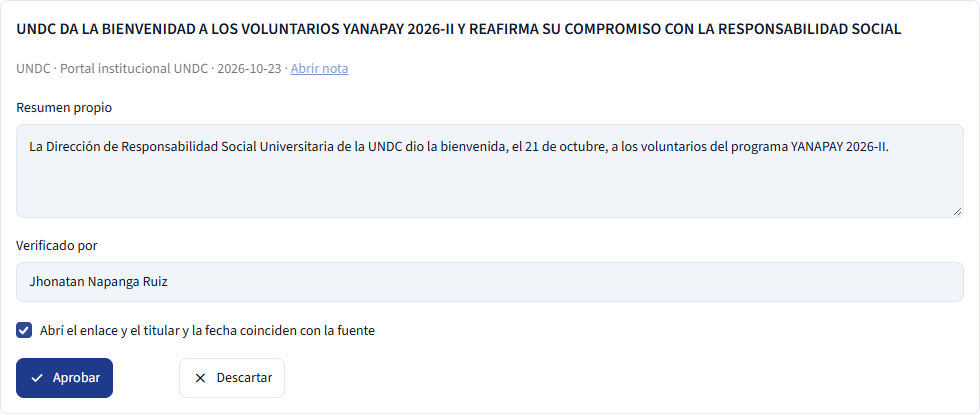 UNDC DA LA BIENVENIDAD A LOS VOLUNTARIOS YANAPAY 2026-II Y REAFIRMA SU COMPROMISO CON LA RESPONSABILIDAD SOCIAL
UNDC · Portal institucional UNDC · 2026-10-23 · Abrir nota
Resumen propio
La Dirección de Responsabilidad Social Universitaria de la UNDC dio la bienvenida, el 21 de octubre, a los voluntarios del programa YANAPAY 2026-II.
Verificado por
Jhonatan Napanga Ruiz
Abrí el enlace y el titular y la fecha coinciden con la fuente
Aprobar
Descartar